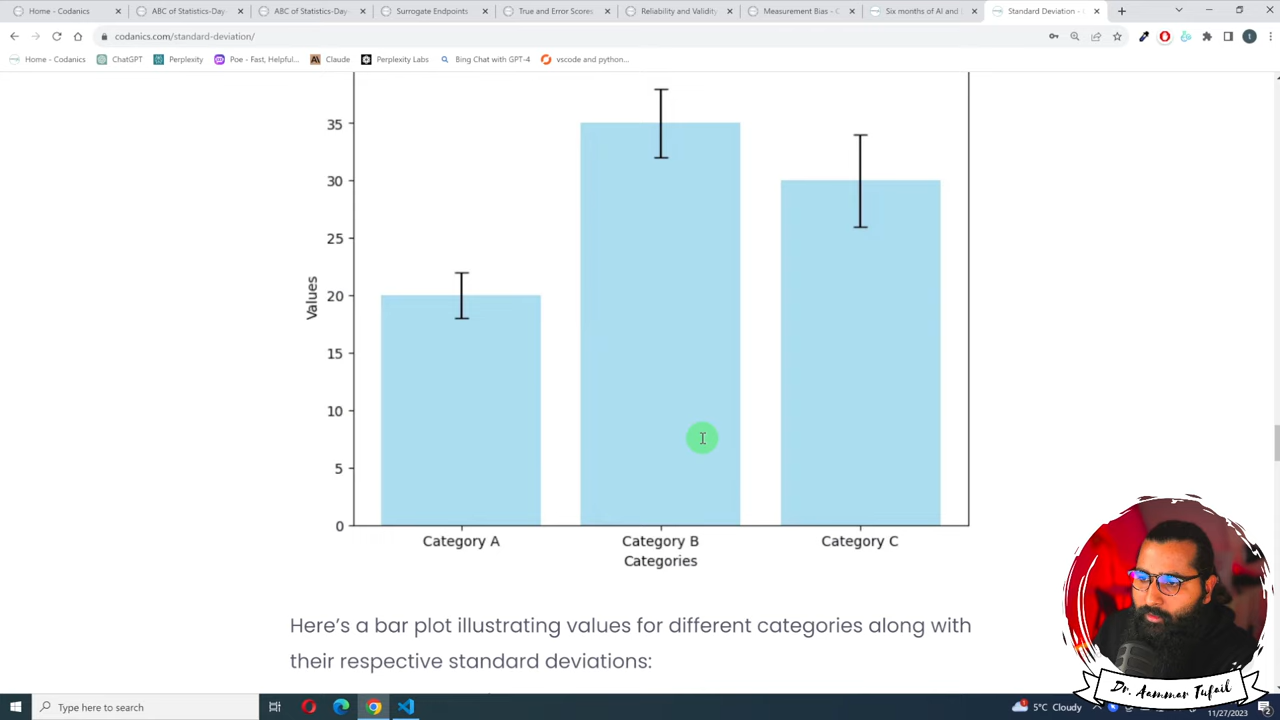 Home - Codanics
ABC of Statistics-Day
ABC of Statistics-Day
Surrogate Endpoints
True and Error Scores
Reliability and Validity
Measurement Bias - C
Six months of AI and
Standard Deviation -
codanics.com/standard-deviation/
Home - Codanics
ChatGPT
Perplexity
Poe - Fast, Helpful...
Claude
Perplexity Labs
Bing Chat with GPT-4
vscode and python...
35
30
25
20
15
10
5
0
Values
Category A
Category B
Category C
Categories
Here's a bar plot illustrating values for different categories along with
their respective standard deviations:
Dr. Aammar Tufail
Type here to search
5°C Cloudy
11/27/2023
2